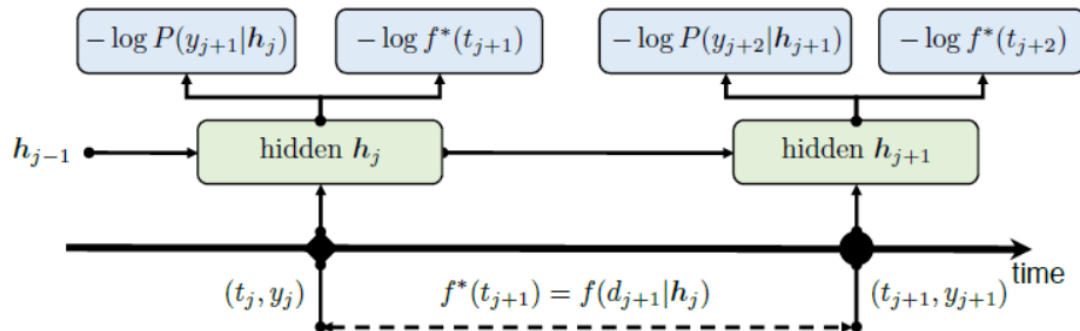 − log P(y_{j+1}|h_j) − log f*(t_{j+1}) − log P(y_{j+2}|h_{j+1}) − log f*(t_{j+2})
h_{j−1} hidden h_j hidden h_{j+1}
time
(t_j, y_j) f*(t_{j+1}) = f(d_{j+1}|h_j) (t_{j+1}, y_{j+1})